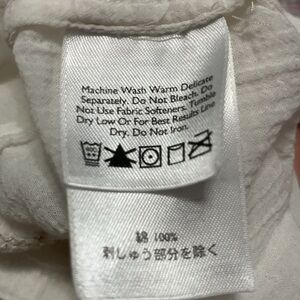 Machine Wash Warm Delicate
Separately. Do Not Bleach. Do
Not Use Fabric Softeners. Tumble
Dry Low Or For Best Results Line
Dry. Do Not Iron.
綿 100%
刺しゅう部分を除く